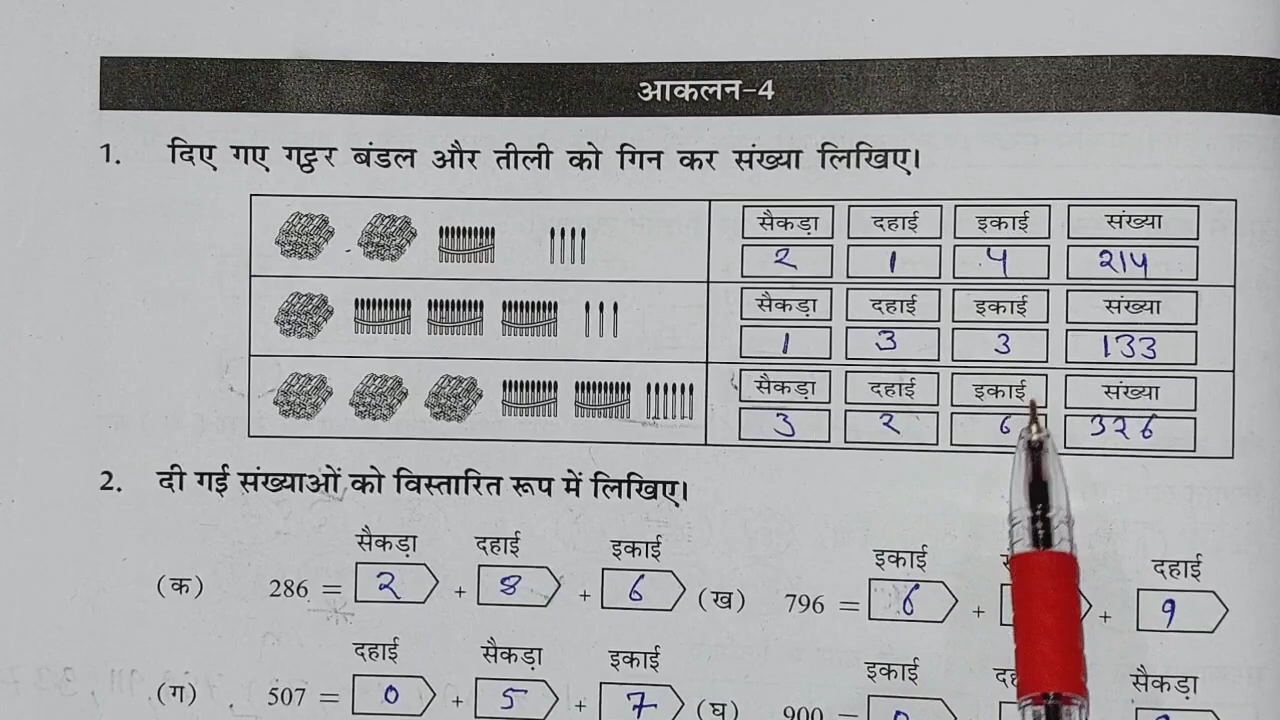 आकलन-4
1. दिए गए गट्ठर बंडल और तीली को गिन कर संख्या लिखिए।
सैकड़ा दहाई इकाई संख्या
2 1 4 214
सैकड़ा दहाई इकाई संख्या
1 3 3 133
सैकड़ा दहाई इकाई संख्या
3 2 6 326
2. दी गई संख्याओं को विस्तारित रूप में लिखिए।
सैकड़ा दहाई इकाई इकाई दहाई
(क) 286 = 2 + 8 + 6 (ख) 796 = 6 + + 9
दहाई सैकड़ा इकाई इकाई सैकड़ा
(ग) 507 = 0 + 5 + 7 (घ) 900 =